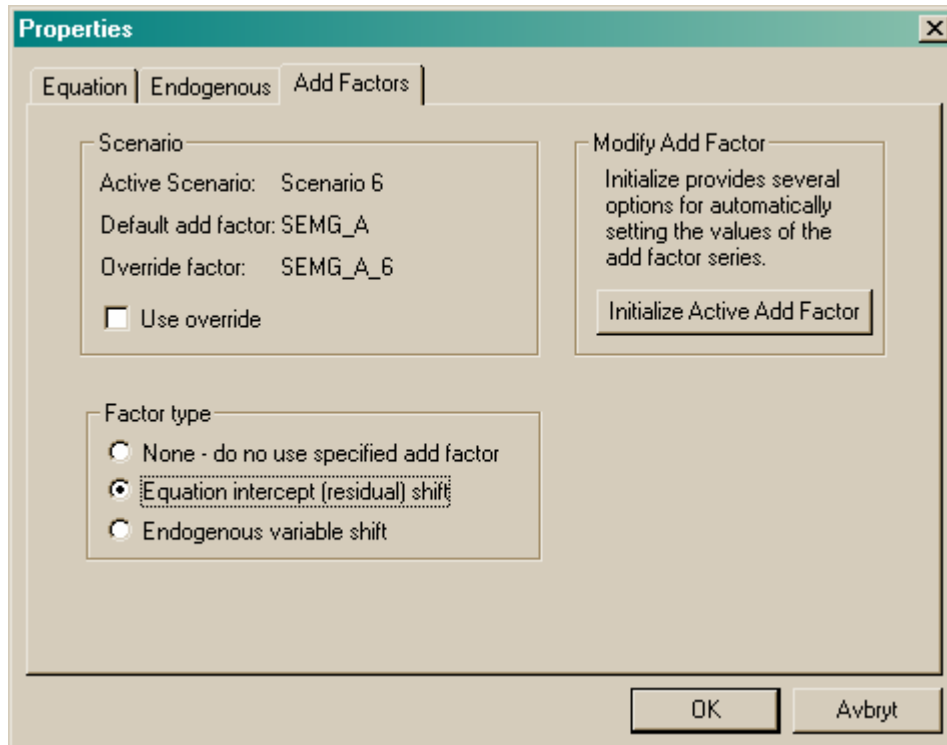 Properties
Equation Endogenous Add Factors
Scenario
Active Scenario: Scenario 6
Default add factor: SEMG_A
Override factor: SEMG_A_6
Use override
Modify Add Factor
Initialize provides several
options for automatically
setting the values of the
add factor series.
Initialize Active Add Factor
Factor type
None - do no use specified add factor
Equation intercept (residual) shift
Endogenous variable shift
OK Avbryt